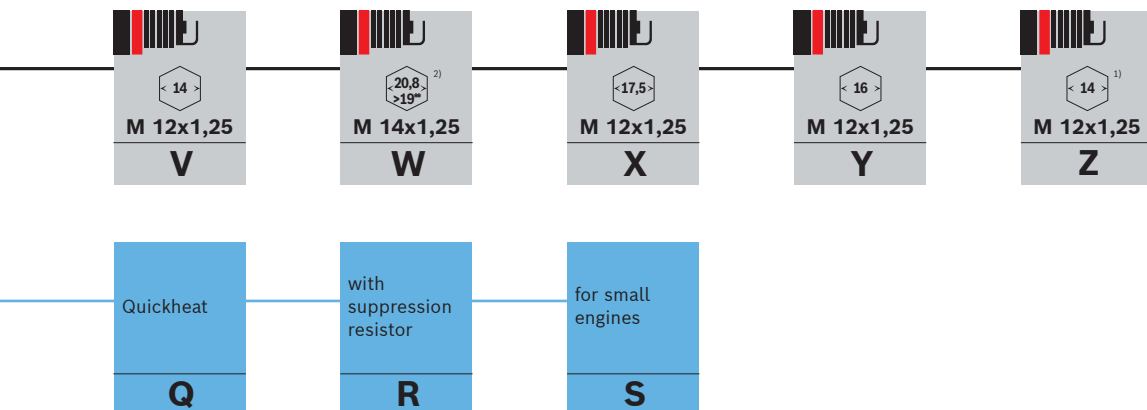 14
M 12x1,25
V
20,8
>19**
2)
M 14x1,25
W
17,5
M 12x1,25
X
16
M 12x1,25
Y
14
1)
M 12x1,25
Z
Quickheat
Q
with
suppression
resistor
R
for small
engines
S